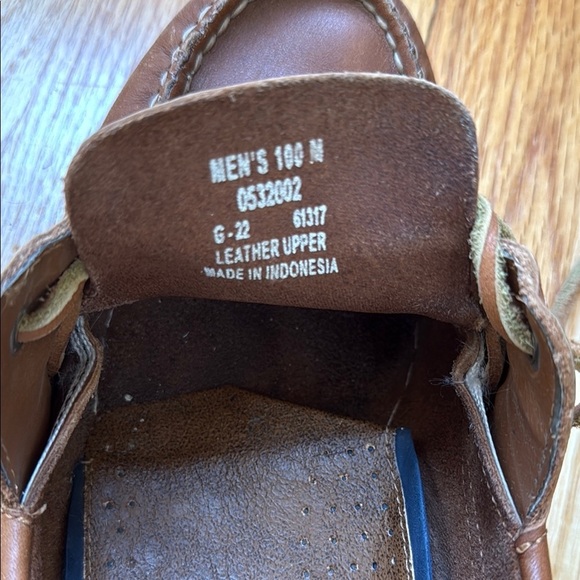 MEN'S 100 M
0532002
G-22 61317
LEATHER UPPER
MADE IN INDONESIA